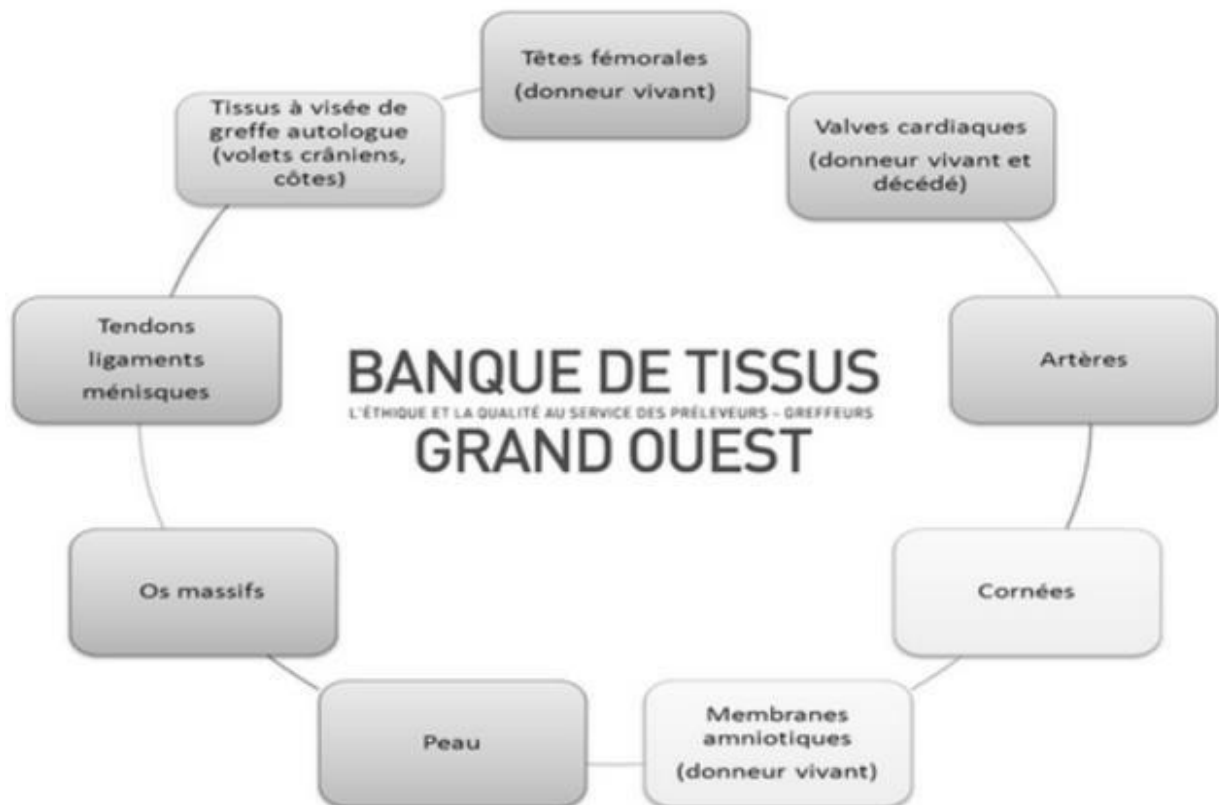 Têtes fémorales
(donneur vivant)
Valves cardiaques
(donneur vivant et
décédé)
Artères
Cornées
Membranes
amniotiques
(donneur vivant)
Peau
Os massifs
Tendons
ligaments
ménisques
Tissus à visée de
greffe autologue
(volets crâniens,
côtes)
BANQUE DE TISSUS
L'ÉTHIQUE ET LA QUALITÉ AU SERVICE DES PRÉLEVEURS - GREFFEURS
GRAND OUEST